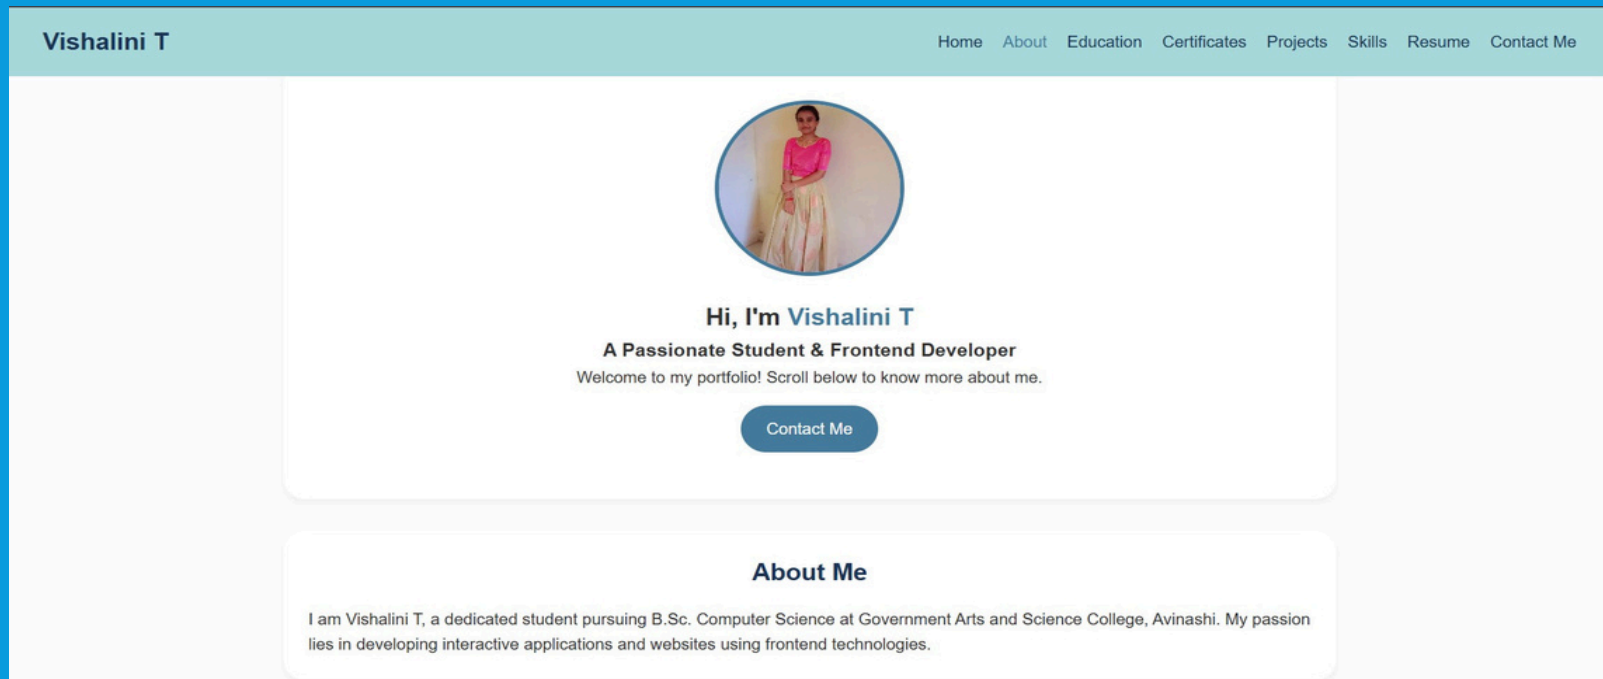 Vishalini T
Home About Education Certificates Projects Skills Resume Contact Me
Hi, I'm Vishalini T
A Passionate Student & Frontend Developer
Welcome to my portfolio! Scroll below to know more about me.
Contact Me
About Me
I am Vishalini T, a dedicated student pursuing B.Sc. Computer Science at Government Arts and Science College, Avinashi. My passion
lies in developing interactive applications and websites using frontend technologies.